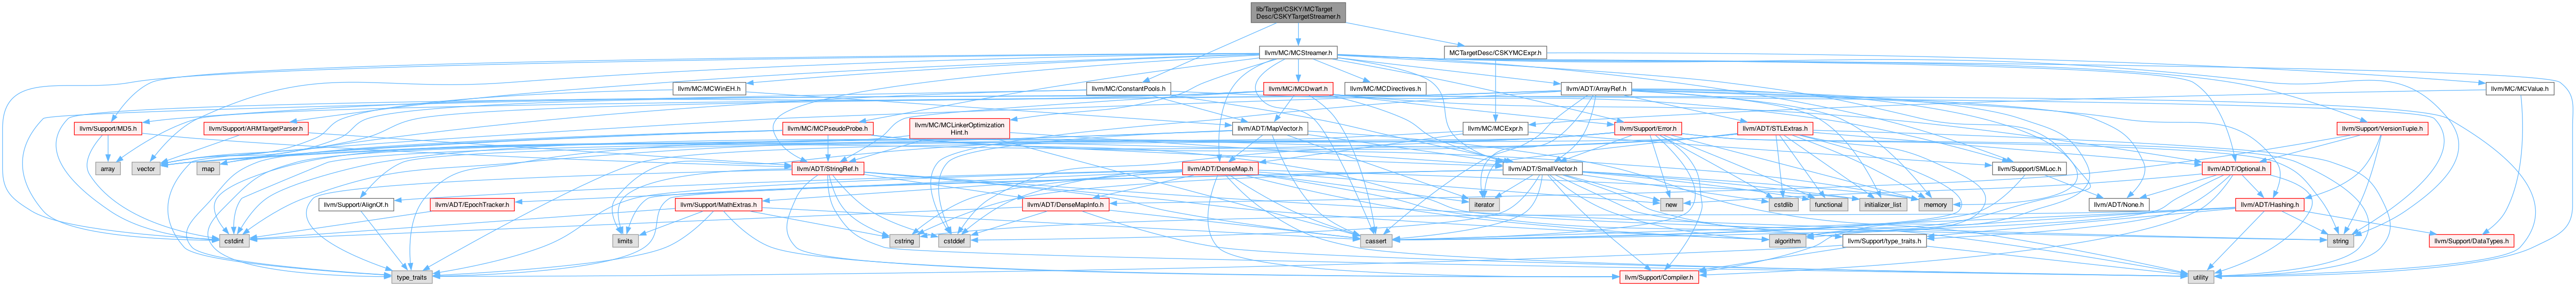 lib/Target/CSKY/MCTarget
Desc/CSKYTargetStreamer.h
llvm/MC/MCStreamer.h
MCTargetDesc/CSKYMCExpr.h
llvm/MC/MCWinEH.h
llvm/MC/ConstantPools.h
llvm/MC/MCDwarf.h
llvm/MC/MCDirectives.h
llvm/ADT/ArrayRef.h
llvm/MC/MCValue.h
llvm/Support/MD5.h
llvm/Support/ARMTargetParser.h
llvm/MC/MCPseudoProbe.h
llvm/MC/MCLinkerOptimization
Hint.h
llvm/ADT/MapVector.h
llvm/MC/MCExpr.h
llvm/Support/Error.h
llvm/ADT/STLExtras.h
llvm/Support/VersionTuple.h
array
vector
map
llvm/ADT/StringRef.h
llvm/ADT/DenseMap.h
llvm/ADT/SmallVector.h
llvm/Support/SMLoc.h
llvm/ADT/Optional.h
llvm/Support/AlignOf.h
llvm/ADT/EpochTracker.h
llvm/Support/MathExtras.h
llvm/ADT/DenseMapInfo.h
iterator
new
cstdlib
functional
initializer_list
memory
llvm/ADT/None.h
llvm/ADT/Hashing.h
cstdint
limits
cstring
cstddef
cassert
algorithm
llvm/Support/type_traits.h
string
llvm/Support/DataTypes.h
type_traits
llvm/Support/Compiler.h
utility